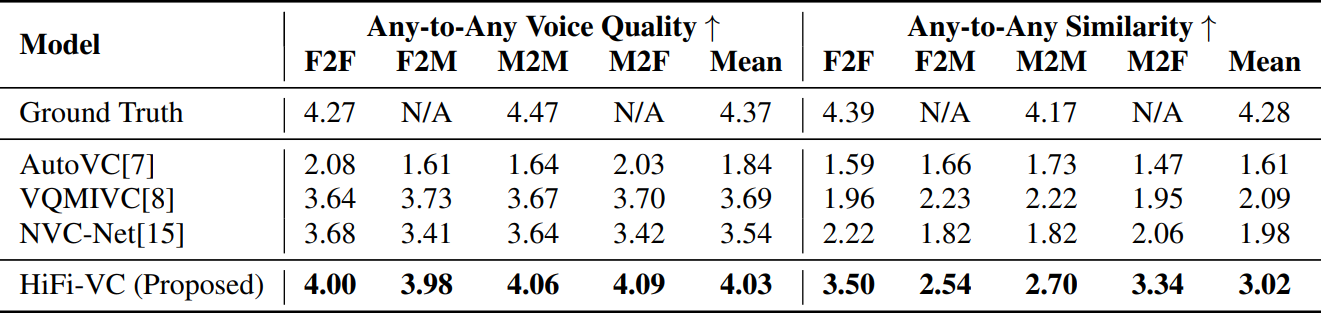 Model Any-to-Any Voice Quality ↑ Any-to-Any Similarity ↑
F2F F2M M2M M2F Mean F2F F2M M2M M2F Mean
Ground Truth 4.27 N/A 4.47 N/A 4.37 4.39 N/A 4.17 N/A 4.28
AutoVC[7] 2.08 1.61 1.64 2.03 1.84 1.59 1.66 1.73 1.47 1.61
VQMIVC[8] 3.64 3.73 3.67 3.70 3.69 1.96 2.23 2.22 1.95 2.09
NVC-Net[15] 3.68 3.41 3.64 3.42 3.54 2.22 1.82 1.82 2.06 1.98
HiFi-VC (Proposed) 4.00 3.98 4.06 4.09 4.03 3.50 2.54 2.70 3.34 3.02